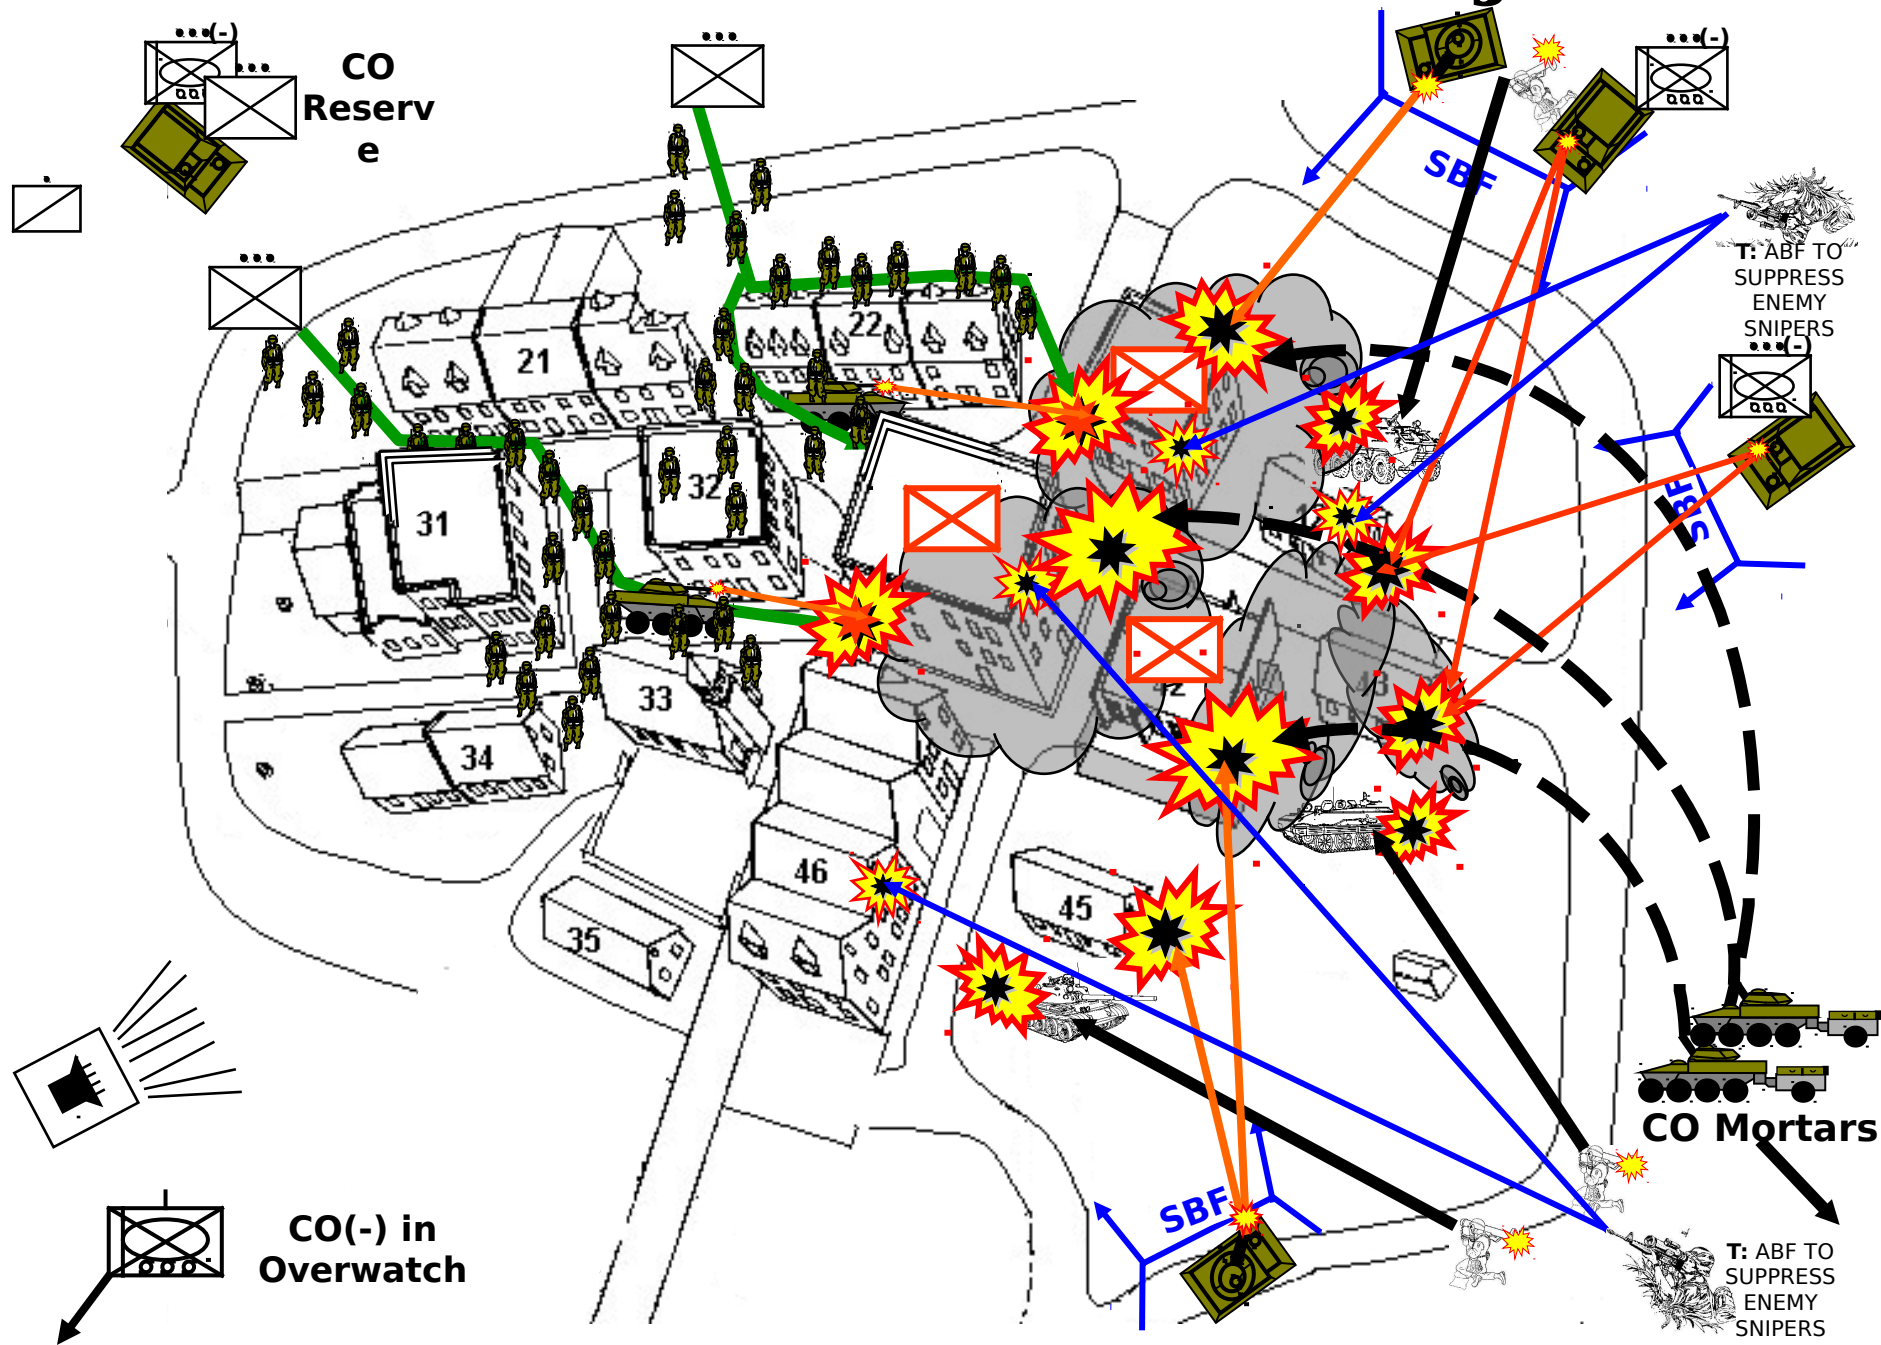 (-)
CO
Reserv
e
(-)
SBF
T: ABF TO
SUPPRESS
ENEMY
SNIPERS
(-)
22
21
SBF
32
31
33
34
46
45
35
CO Mortars
SBF
CO(-) in
Overwatch
T: ABF TO
SUPPRESS
ENEMY
SNIPERS